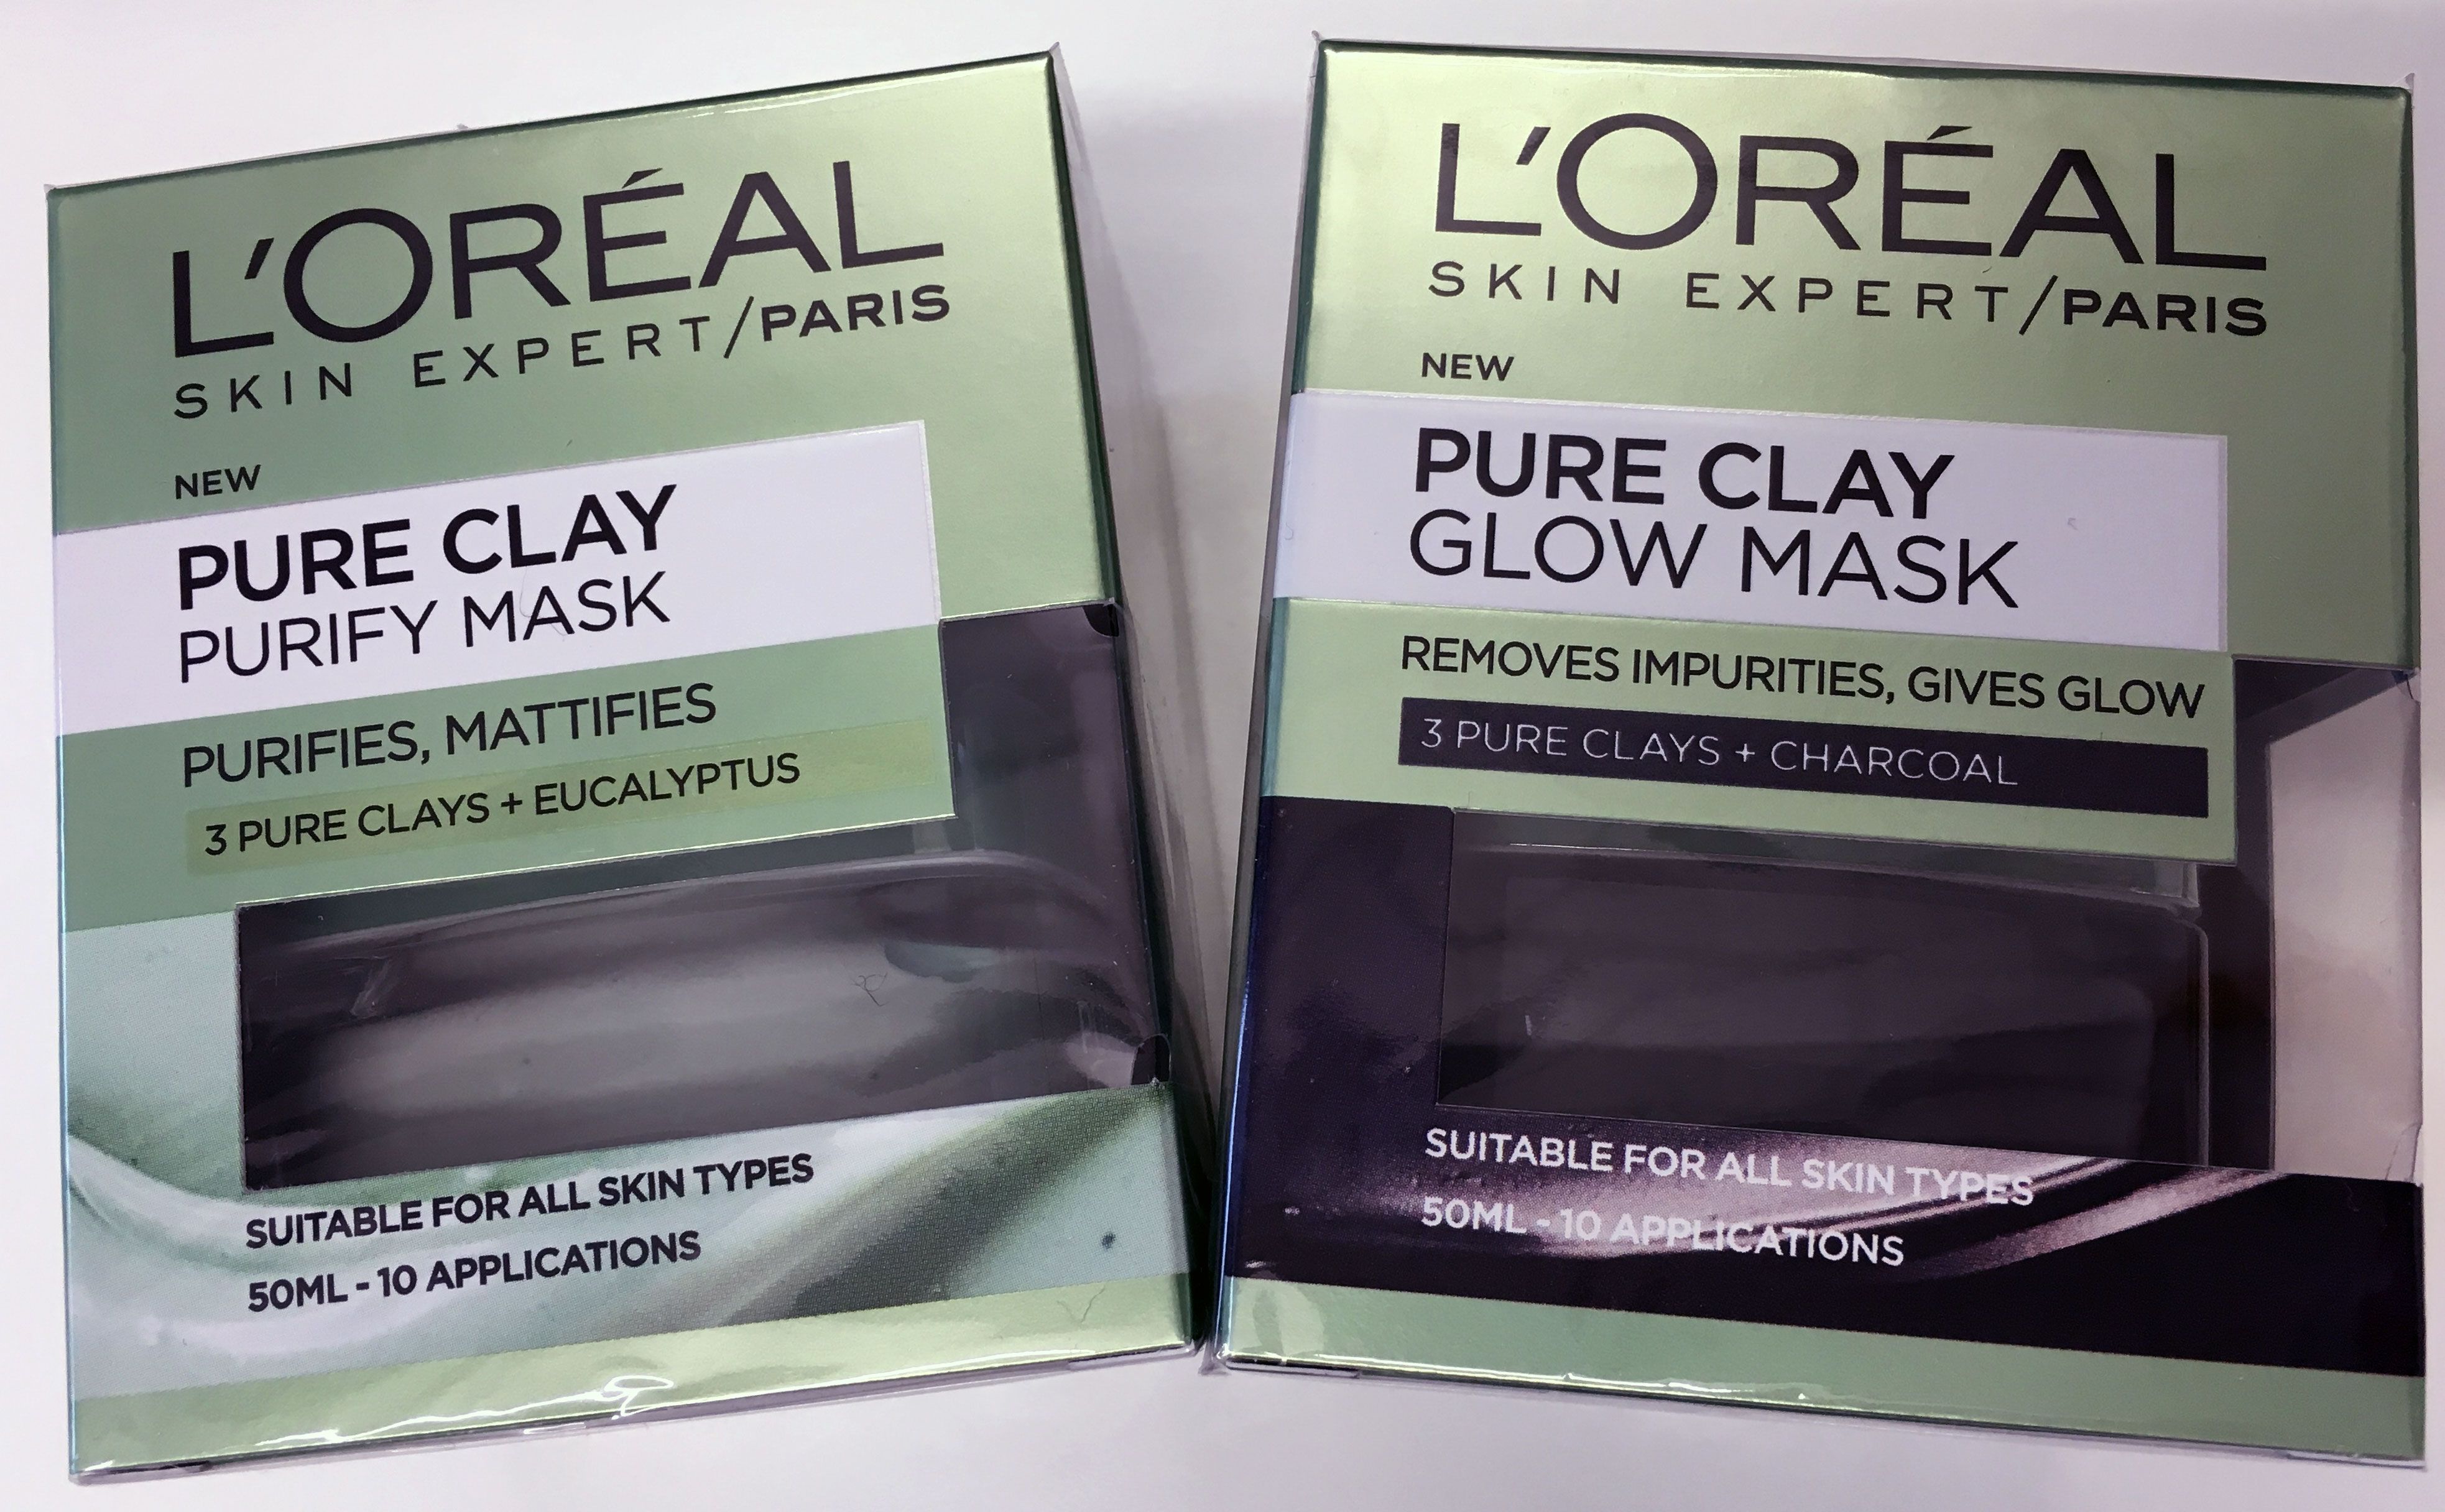 L'ORÉAL
SKIN EXPERT/PARIS
NEW
PURE CLAY
PURIFY MASK
PURIFIES, MATTIFIES
3 PURE CLAYS + EUCALYPTUS
SUITABLE FOR ALL SKIN TYPES
50ML - 10 APPLICATIONS
L'ORÉAL
SKIN EXPERT/PARIS
NEW
PURE CLAY
GLOW MASK
REMOVES IMPURITIES, GIVES GLOW
3 PURE CLAYS + CHARCOAL
SUITABLE FOR ALL SKIN TYPES
50ML - 10 APPLICATIONS